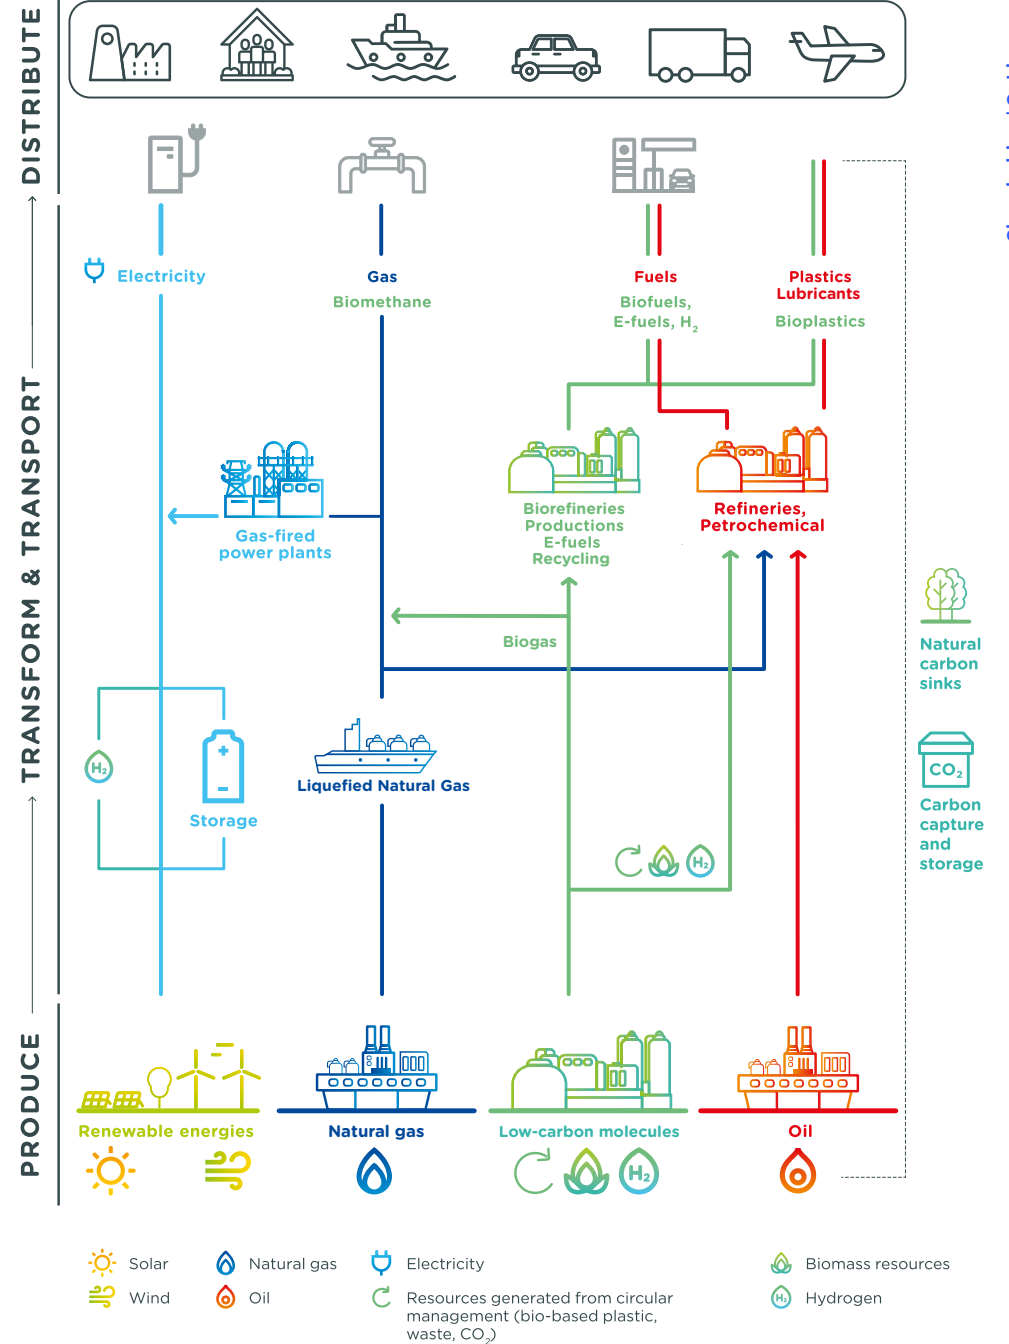 DISTRIBUTE
TRANSFORM & TRANSPORT
PRODUCE
Electricity
Gas
Biomethane
Fuels
Biofuels,
E-fuels, H2
Plastics
Lubricants
Bioplastics
Gas-fired
power plants
Biorefineries
Productions
E-fuels
Recycling
Refineries,
Petrochemical
Biogas
Natural
carbon
sinks
H2
Storage
Liquefied Natural Gas
CO2
Carbon
capture
and
storage
H2
Renewable energies
Natural gas
Low-carbon molecules
Oil
H2
Solar
Natural gas
Electricity
Biomass resources
Wind
Oil
Resources generated from circular
management (bio-based plastic,
waste, CO2)
H2
Hydrogen